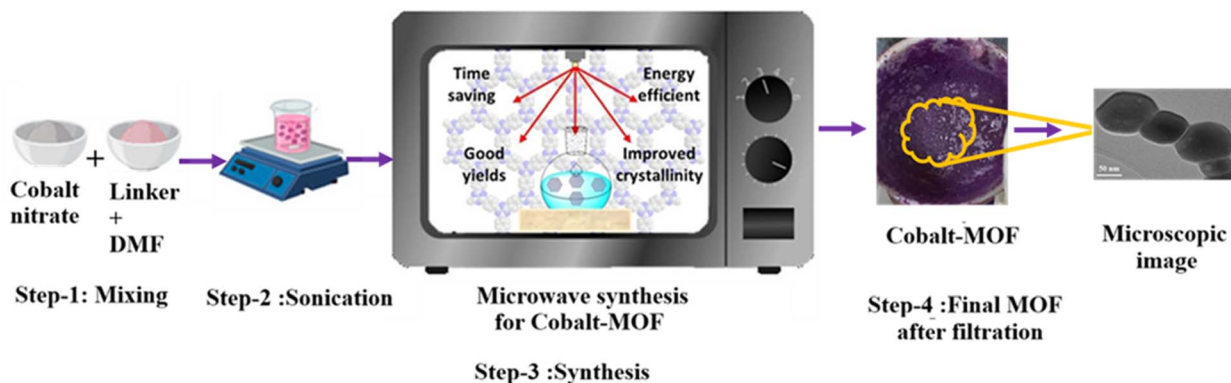 Cobalt
nitrate
+
Linker
+
DMF
Step-1: Mixing
Step-2 :Sonication
Time
saving
Energy
efficient
Good
yields
Improved
crystallinity
Microwave synthesis
for Cobalt-MOF
Step-3 :Synthesis
Cobalt-MOF
Step-4 :Final MOF
after filtration
50 nm
Microscopic
image